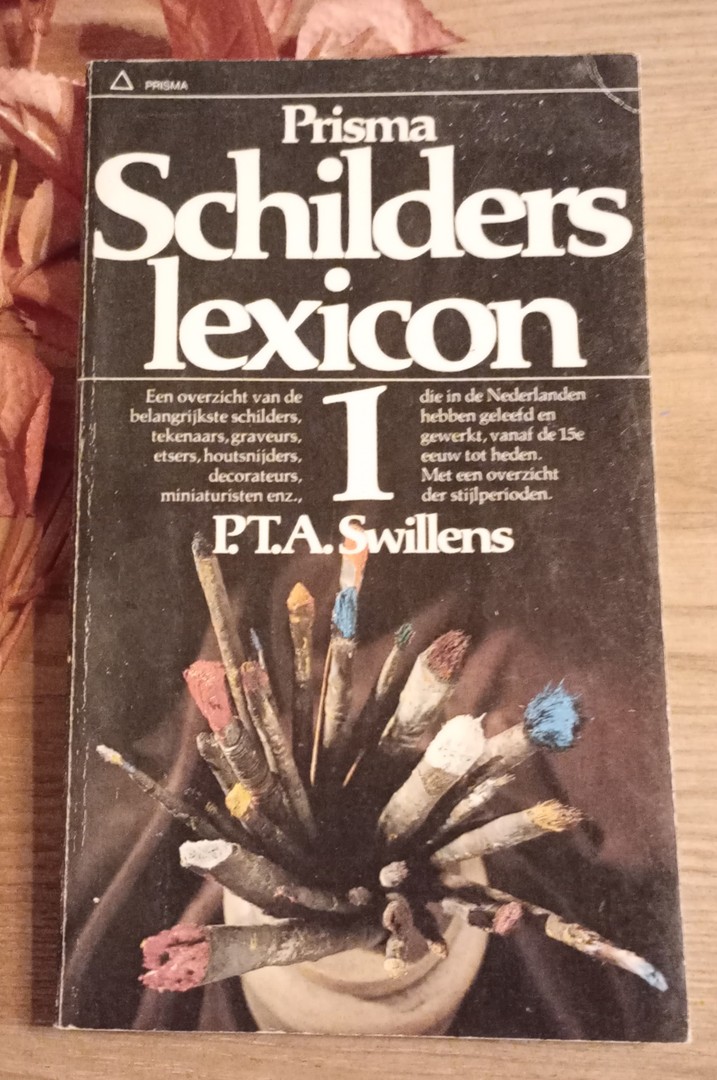 PRISMA
Prisma
Schilders
lexicon
1
Een overzicht van de
belangrijkste schilders,
tekenaars, graveurs,
etsers, houtsnijders,
decorateurs,
miniaturisten enz.,
die in de Nederlanden
hebben geleefd en
gewerkt, vanaf de 15e
eeuw tot heden.
Met een overzicht
der stijlperioden.
P.T.A. Swillens